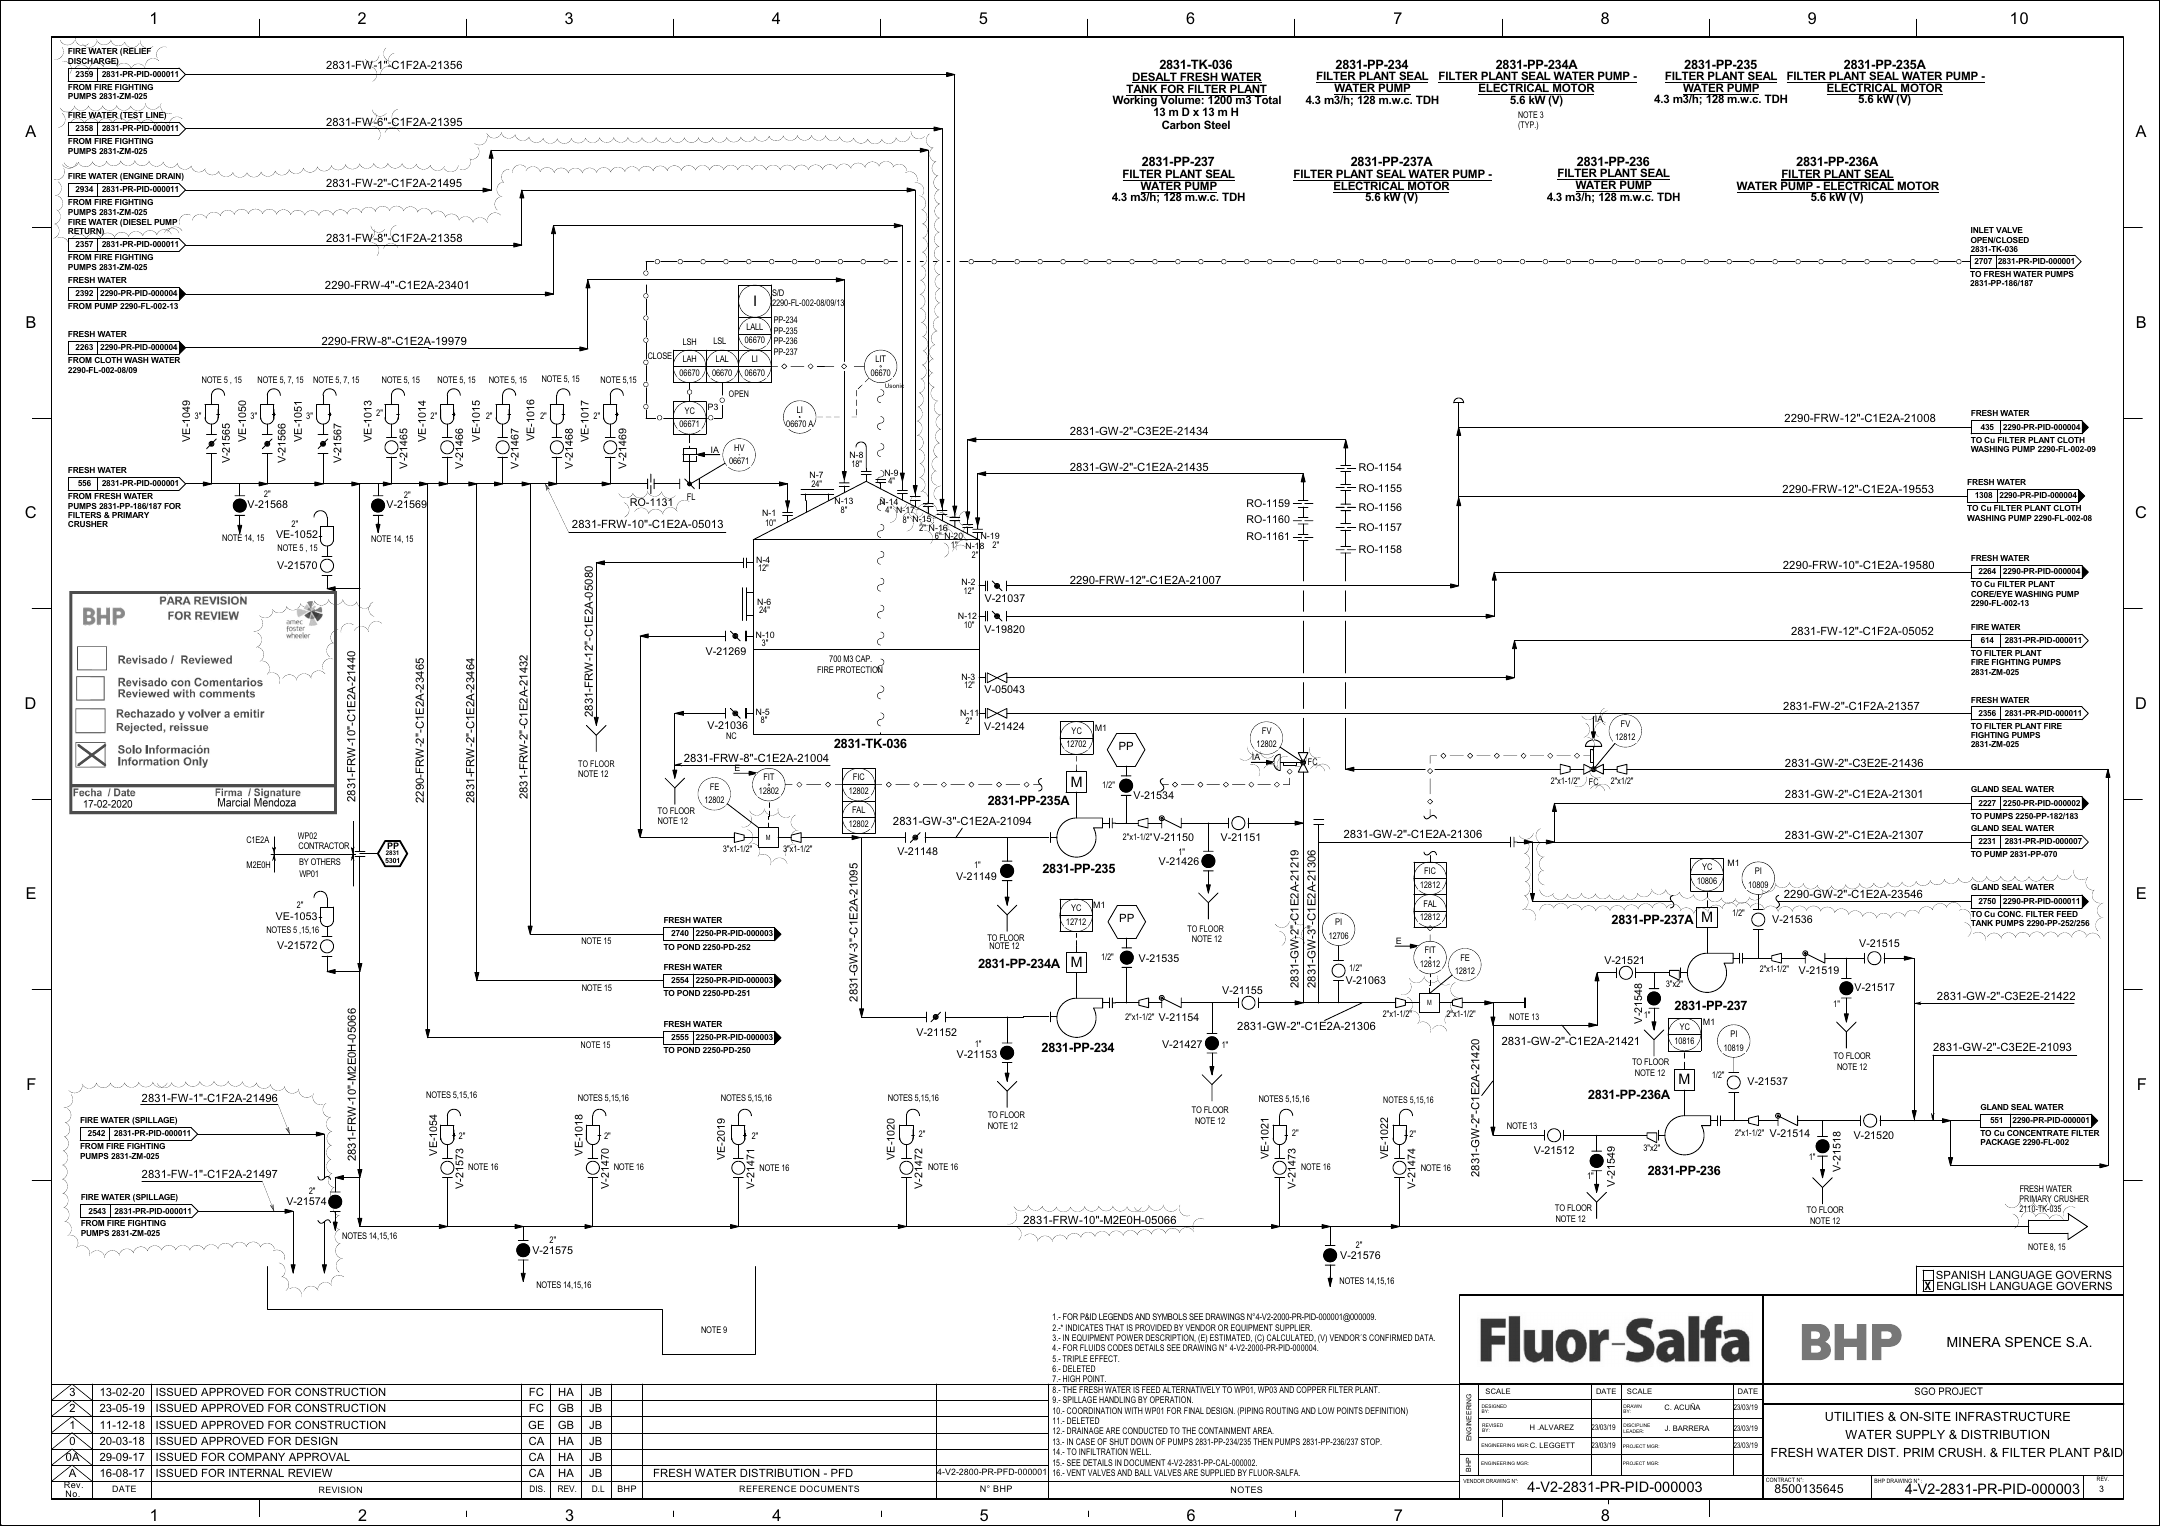 1 2 3 4 5 6 7 8 9 10
A
B
C
D
E
F
FIRE WATER (RELIEF
DISCHARGE)
2359 2831-PR-PID-000011
FROM FIRE FIGHTING
PUMPS 2831-ZM-025
2831-FW-1"-C1F2A-21356
FIRE WATER (TEST LINE)
2358 2831-PR-PID-000011
FROM FIRE FIGHTING
PUMPS 2831-ZM-025
2831-FW-6"-C1F2A-21395
FIRE WATER (ENGINE DRAIN)
2934 2831-PR-PID-000011
FROM FIRE FIGHTING
PUMPS 2831-ZM-025
2831-FW-2"-C1F2A-21495
FIRE WATER (DIESEL PUMP
RETURN)
2357 2831-PR-PID-000011
FROM FIRE FIGHTING
PUMPS 2831-ZM-025
2831-FW-8"-C1F2A-21358
FRESH WATER
2392 2290-PR-PID-000004
FROM PUMP 2290-FL-002-13
2290-FRW-4"-C1E2A-23401
FRESH WATER
2263 2290-PR-PID-000004
FROM CLOTH WASH WATER
2290-FL-002-08/09
2290-FRW-8"-C1E2A-19979
2831-TK-036
DESALT FRESH WATER
TANK FOR FILTER PLANT
Working Volume: 1200 m3 Total
13 m D x 13 m H
Carbon Steel
2831-PP-234
FILTER PLANT SEAL
WATER PUMP
4.3 m3/h; 128 m.w.c. TDH
2831-PP-234A
FILTER PLANT SEAL WATER PUMP -
ELECTRICAL MOTOR
5.6 kW (V)
NOTE 3
(TYP.)
2831-PP-235
FILTER PLANT SEAL
WATER PUMP
4.3 m3/h; 128 m.w.c. TDH
2831-PP-235A
FILTER PLANT SEAL WATER PUMP -
ELECTRICAL MOTOR
5.6 kW (V)
2831-PP-237
FILTER PLANT SEAL
WATER PUMP
4.3 m3/h; 128 m.w.c. TDH
2831-PP-237A
FILTER PLANT SEAL WATER PUMP -
ELECTRICAL MOTOR
5.6 kW (V)
2831-PP-236
FILTER PLANT SEAL
WATER PUMP
4.3 m3/h; 128 m.w.c. TDH
2831-PP-236A
FILTER PLANT SEAL
WATER PUMP - ELECTRICAL MOTOR
5.6 kW (V)
INLET VALVE
OPEN/CLOSED
2831-TK-036
2707 2831-PR-PID-000001
TO FRESH WATER PUMPS
2831-PP-186/187
I
S/D
2290-FL-002-08/09/13
LALL
06670
PP-234
PP-235
PP-236
PP-237
LSH LSL
CLOSE
LAH 06670
LAL 06670
LI 06670
OPEN
LIT 06670
Usonic
LI 06670 A
YC 06671
P3
HV 06671
IA
FL
NOTE 5 , 15
NOTE 5, 7, 15
NOTE 5, 7, 15
NOTE 5, 15
NOTE 5, 15
NOTE 5, 15
NOTE 5, 15
NOTE 5,15
VE-1049 3" V-21565
VE-1050 3" V-21566
VE-1051 3" V-21567
VE-1013 2" V-21465
VE-1014 2" V-21466
VE-1015 2" V-21467
VE-1016 2" V-21468
VE-1017 2" V-21469
FRESH WATER
556 2831-PR-PID-000001
FROM FRESH WATER
PUMPS 2831-PP-186/187 FOR
FILTERS & PRIMARY
CRUSHER
2" V-21568
NOTE 14, 15
2" V-21569
NOTE 14, 15
2"
VE-1052
NOTE 5 , 15
V-21570
RO-1131
2831-FRW-10"-C1E2A-05013
N-7 24"
N-8 18"
N-9 4"
N-13 8"
N-14 4"
N-17 8"
N-15 2"
N-16 6"
N-20 1"
N-18 2"
N-19 2"
N-1 10"
N-4 12"
N-6 24"
N-10 3"
N-5 8"
N-2 12"
N-12 10"
N-3 12"
N-11 2"
V-21037
V-19820
V-05043
V-21424
V-21269
V-21036
NC
700 M3 CAP.
FIRE PROTECTION
2831-TK-036
2831-GW-2"-C3E2E-21434
2831-GW-2"-C1E2A-21435
RO-1154
RO-1155
RO-1156
RO-1157
RO-1158
RO-1159
RO-1160
RO-1161
2290-FRW-12"-C1E2A-21007
2290-FRW-12"-C1E2A-21008
FRESH WATER
435 2290-PR-PID-000004
TO Cu FILTER PLANT CLOTH
WASHING PUMP 2290-FL-002-09
2290-FRW-12"-C1E2A-19553
FRESH WATER
1308 2290-PR-PID-000004
TO Cu FILTER PLANT CLOTH
WASHING PUMP 2290-FL-002-08
2290-FRW-10"-C1E2A-19580
FRESH WATER
2264 2290-PR-PID-000004
TO Cu FILTER PLANT
CORE/EYE WASHING PUMP
2290-FL-002-13
2831-FW-12"-C1F2A-05052
FIRE WATER
614 2831-PR-PID-000011
TO FILTER PLANT
FIRE FIGHTING PUMPS
2831-ZM-025
2831-FW-2"-C1F2A-21357
FRESH WATER
2356 2831-PR-PID-000011
TO FILTER PLANT FIRE
FIGHTING PUMPS
2831-ZM-025
2831-GW-2"-C3E2E-21436
2831-GW-2"-C1E2A-21301
GLAND SEAL WATER
2227 2250-PR-PID-000002
TO PUMPS 2250-PP-182/183
2831-GW-2"-C1E2A-21307
GLAND SEAL WATER
2231 2831-PR-PID-000007
TO PUMP 2831-PP-070
2290-GW-2"-C1E2A-23546
GLAND SEAL WATER
2750 2290-PR-PID-000011
TO Cu CONC. FILTER FEED
TANK PUMPS 2290-PP-252/256
BHP
PARA REVISION
FOR REVIEW
amec
foster
wheeler
Revisado / Reviewed
Revisado con Comentarios
Reviewed with comments
Rechazado y volver a emitir
Rejected, reissue
Solo Información
Information Only
Fecha / Date
Firma / Signature
17-02-2020
Marcial Mendoza
2831-FRW-10"-C1E2A-21440
2290-FRW-2"-C1E2A-23465
2831-FRW-2"-C1E2A-23464
2831-FRW-2"-C1E2A-21432
2831-FRW-12"-C1E2A-05080
TO FLOOR
NOTE 12
2831-FRW-8"-C1E2A-21004
TO FLOOR
NOTE 12
E
FE 12802
FIT 12802
FIC 12802
FAL 12802
M
3"x1-1/2"
3"x1-1/2"
YC 12702
M1
M
PP
1/2"
V-21534
2831-PP-235A
2831-GW-3"-C1E2A-21094
V-21148
1"
V-21149
TO FLOOR
NOTE 12
2831-PP-235
2"x1-1/2"
V-21150
V-21151
1"
V-21426
TO FLOOR
NOTE 12
FV 12802
IA
FC
FV 12812
IA
FC
2"x1-1/2"
2"x1/2"
2831-GW-2"-C1E2A-21306
2831-GW-2"-C1E2A-21219
2831-GW-3"-C1E2A-21306
2831-GW-3"-C1E2A-21095
YC 12712
M1
M
PP
1/2"
V-21535
2831-PP-234A
V-21152
1"
V-21153
TO FLOOR
NOTE 12
2831-PP-234
2"x1-1/2"
V-21154
V-21155
V-21427
1"
TO FLOOR
NOTE 12
PI 12706
1/2"
V-21063
FIC 12812
FAL 12812
E
FIT 12812
FE 12812
M
2"x1-1/2"
2"x1-1/2"
2831-GW-2"-C1E2A-21306
NOTE 13
2831-GW-2"-C1E2A-21421
2831-GW-2"-C1E2A-21420
NOTE 13
YC 10806
M1
M
PI 10809
1/2"
V-21536
2831-PP-237A
V-21521
3"x2"
V-21548
1"
TO FLOOR
NOTE 12
2831-PP-237
2"x1-1/2"
V-21519
V-21515
V-21517
1"
TO FLOOR
NOTE 12
2831-GW-2"-C3E2E-21422
YC 10816
M1
M
PI 10819
1/2"
V-21537
2831-PP-236A
V-21512
3"x2"
V-21549
1"
TO FLOOR
NOTE 12
2831-PP-236
2"x1-1/2"
V-21514
V-21520
V-21518
1"
TO FLOOR
NOTE 12
2831-GW-2"-C3E2E-21093
GLAND SEAL WATER
551 2290-PR-PID-000001
TO Cu CONCENTRATE FILTER
PACKAGE 2290-FL-002
C1E2A
M2E0H
WP02
CONTRACTOR
BY OTHERS
WP01
PP
2831
5301
2"
VE-1053
NOTES 5 ,15,16
V-21572
2831-FRW-10"-M2E0H-05066
FRESH WATER
2740 2250-PR-PID-000003
TO POND 2250-PD-252
NOTE 15
FRESH WATER
2554 2250-PR-PID-000003
TO POND 2250-PD-251
NOTE 15
FRESH WATER
2555 2250-PR-PID-000003
TO POND 2250-PD-250
NOTE 15
2831-FW-1"-C1F2A-21496
FIRE WATER (SPILLAGE)
2542 2831-PR-PID-000011
FROM FIRE FIGHTING
PUMPS 2831-ZM-025
2831-FW-1"-C1F2A-21497
FIRE WATER (SPILLAGE)
2543 2831-PR-PID-000011
FROM FIRE FIGHTING
PUMPS 2831-ZM-025
2"
V-21574
NOTES 14,15,16
NOTES 5,15,16
VE-1054 2" V-21573
NOTE 16
NOTES 5,15,16
VE-1018 2" V-21470
NOTE 16
NOTES 5,15,16
VE-2019 2" V-21471
NOTE 16
NOTES 5,15,16
VE-1020 2" V-21472
NOTE 16
NOTES 5,15,16
VE-1021 2" V-21473
NOTE 16
NOTES 5,15,16
VE-1022 2" V-21474
NOTE 16
2831-FRW-10"-M2E0H-05066
2"
V-21575
NOTES 14,15,16
2"
V-21576
NOTES 14,15,16
FRESH WATER
PRIMARY CRUSHER
2110-TK-035
NOTE 8, 15
NOTE 9
SPANISH LANGUAGE GOVERNS
X ENGLISH LANGUAGE GOVERNS
1.- FOR P&ID LEGENDS AND SYMBOLS SEE DRAWINGS N°4-V2-2000-PR-PID-000001@000009.
2.-* INDICATES THAT IS PROVIDED BY VENDOR OR EQUIPMENT SUPPLIER.
3.- IN EQUIPMENT POWER DESCRIPTION, (E) ESTIMATED, (C) CALCULATED, (V) VENDOR´S CONFIRMED DATA.
4.- FOR FLUIDS CODES DETAILS SEE DRAWING N° 4-V2-2000-PR-PID-000004.
5.- TRIPLE EFFECT.
6.- DELETED
7.- HIGH POINT.
8.- THE FRESH WATER IS FEED ALTERNATIVELY TO WP01, WP03 AND COPPER FILTER PLANT.
9.- SPILLAGE HANDLING BY OPERATION.
10.- COORDINATION WITH WP01 FOR FINAL DESIGN. (PIPING ROUTING AND LOW POINTS DEFINITION)
11.- DELETED
12.- DRAINAGE ARE CONDUCTED TO THE CONTAINMENT AREA.
13.- IN CASE OF SHUT DOWN OF PUMPS 2831-PP-234/235 THEN PUMPS 2831-PP-236/237 STOP.
14.- TO INFILTRATION WELL.
15.- SEE DETAILS IN DOCUMENT 4-V2-2831-PP-CAL-000002.
16.- VENT VALVES AND BALL VALVES ARE SUPPLIED BY FLUOR-SALFA.
NOTES
3 13-02-20 ISSUED APPROVED FOR CONSTRUCTION FC HA JB
2 23-05-19 ISSUED APPROVED FOR CONSTRUCTION FC GB JB
1 11-12-18 ISSUED APPROVED FOR CONSTRUCTION GE GB JB
0 20-03-18 ISSUED APPROVED FOR DESIGN CA HA JB
0A 29-09-17 ISSUED FOR COMPANY APPROVAL CA HA JB
A 16-08-17 ISSUED FOR INTERNAL REVIEW CA HA JB FRESH WATER DISTRIBUTION - PFD 4-V2-2800-PR-PFD-000001
Rev. No. DATE REVISION DIS. REV. D.L BHP REFERENCE DOCUMENTS N° BHP
Fluor-Salfa
BHP
MINERA SPENCE S.A.
ENGINEERING
SCALE DATE SCALE DATE
DESIGNED BY: DRAWN BY: C. ACUÑA 23/03/19
REVISED BY: H .ALVAREZ 23/03/19 DISCIPLINE LEADER: J. BARRERA 23/03/19
ENGINEERING MGR: C. LEGGETT 23/03/19 PROJECT MGR: 23/03/19
BHP
ENGINEERING MGR: PROJECT MGR:
SGO PROJECT
UTILITIES & ON-SITE INFRASTRUCTURE
WATER SUPPLY & DISTRIBUTION
FRESH WATER DIST. PRIM CRUSH. & FILTER PLANT P&ID
VENDOR DRAWING N°:
4-V2-2831-PR-PID-000003
CONTRACT N°:
8500135645
BHP DRAWING N°:
4-V2-2831-PR-PID-000003
REV.
3
1 2 3 4 5 6 7 8 10